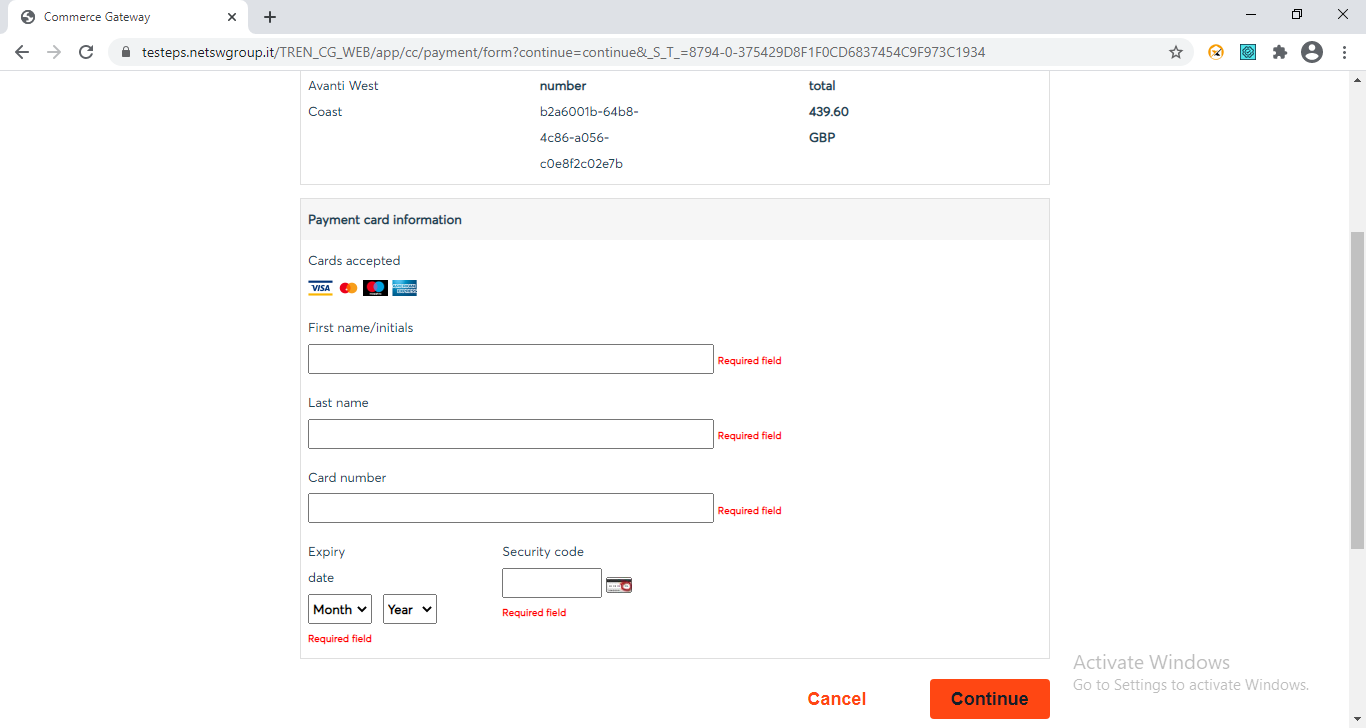 Commerce Gateway
testeps.netswgroup.it/TREN_CG_WEB/app/cc/payment/form?continue=continue&_S_T_=8794-0-375429D8F1F0CD6837454C9F973C1934
Avanti West number total
Coast b2a6001b-64b8- 439.60
4c86-a056- GBP
c0e8f2c02e7b
Payment card information
Cards accepted
VISA
First name/initials
Required field
Last name
Required field
Card number
Required field
Expiry Security code
date
Month Year
Required field
Required field
Cancel Continue
Activate Windows
Go to Settings to activate Windows.